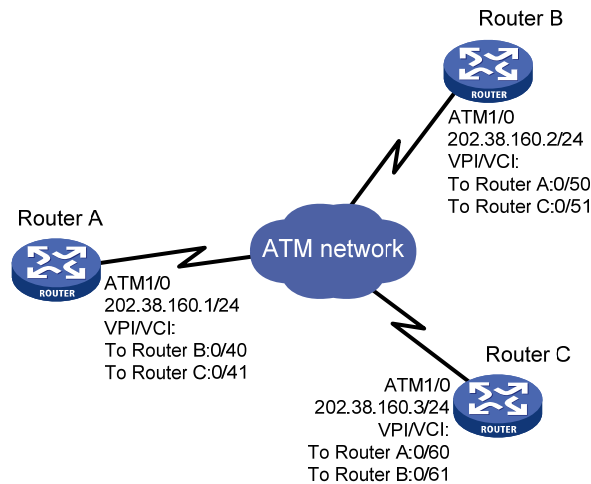 Router B
ROUTER
ATM1/0
202.38.160.2/24
VPI/VCI:
To Router A:0/50
To Router C:0/51
ATM network
Router A
ROUTER
ATM1/0
202.38.160.1/24
VPI/VCI:
To Router B:0/40
To Router C:0/41
Router C
ROUTER
ATM1/0
202.38.160.3/24
VPI/VCI:
To Router A:0/60
To Router B:0/61